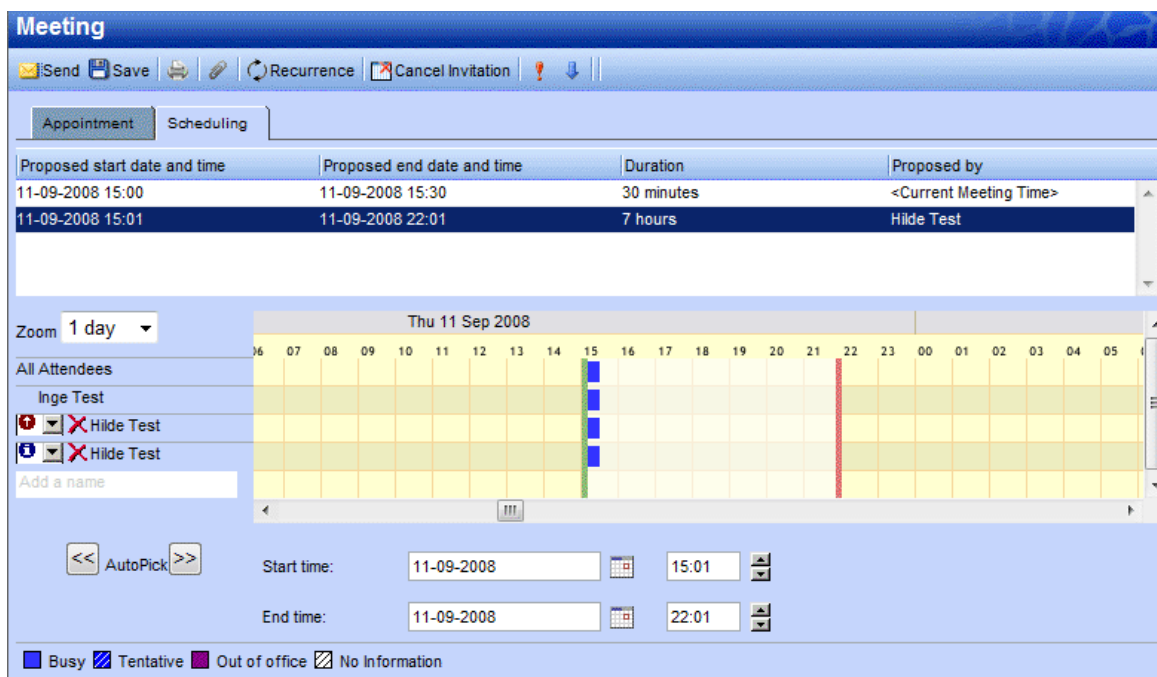 Meeting
Send Save Recurrence Cancel Invitation
Appointment Scheduling
Proposed start date and time Proposed end date and time Duration Proposed by
11-09-2008 15:00 11-09-2008 15:30 30 minutes <Current Meeting Time>
11-09-2008 15:01 11-09-2008 22:01 7 hours Hilde Test
Zoom 1 day Thu 11 Sep 2008
07 08 09 10 11 12 13 14 15 16 17 18 19 20 21 22 23 00 01 02 03 04 05
All Attendees
Inge Test
Hilde Test
Hilde Test
Add a name
<< AutoPick >>
Start time: 11-09-2008 15:01
End time: 11-09-2008 22:01
Busy Tentative Out of office No Information